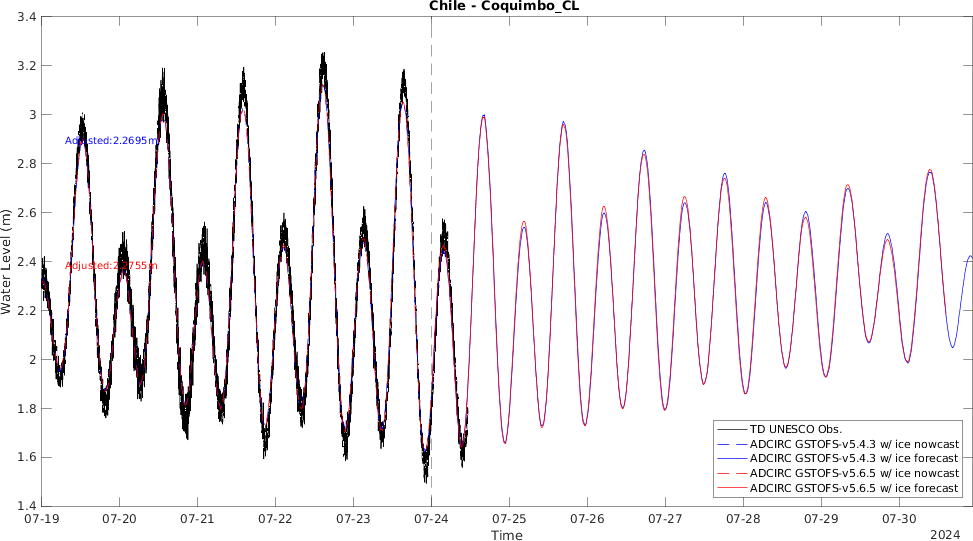 Chile - Coquimbo_CL
3.4
3.2
3
2.8
2.6
2.4
2.2
2
1.8
1.6
1.4
Water Level (m)
Adjusted:2.2695m
07-19
07-20
07-21
07-22
07-23
07-24
07-25
07-26
07-27
07-28
07-29
07-30
Time
2024
TD UNESCO Obs.
ADCIRC GSTOFS-v5.4.3 w/ ice nowcast
ADCIRC GSTOFS-v5.4.3 w/ ice forecast
ADCIRC GSTOFS-v5.6.5 w/ ice nowcast
ADCIRC GSTOFS-v5.6.5 w/ ice forecast